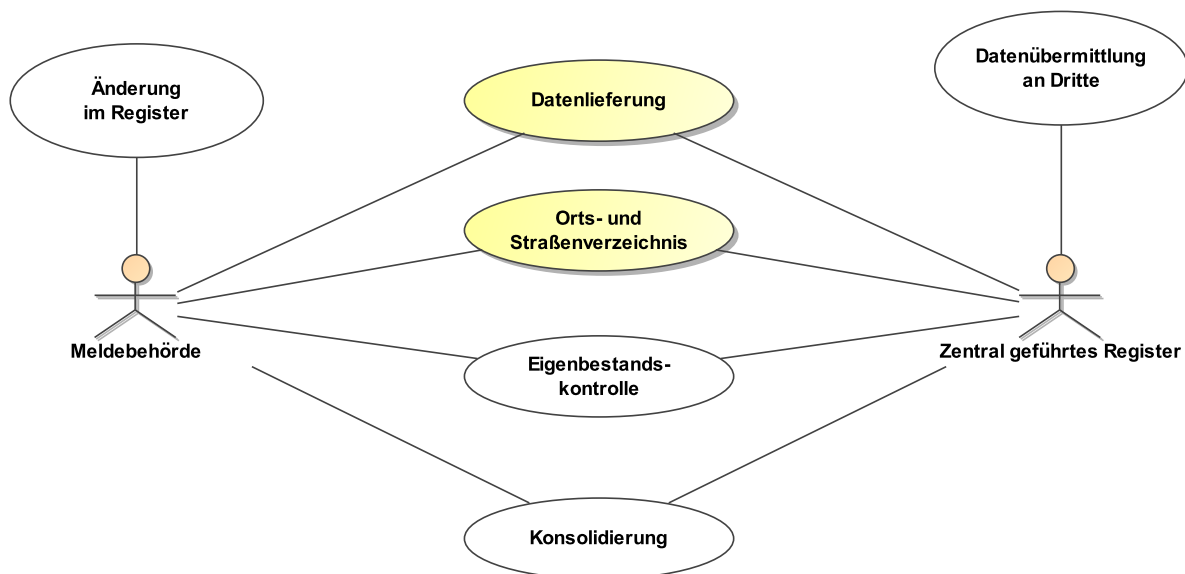 Änderung
im Register
Datenlieferung
Datenübermittlung
an Dritte
Orts- und
Straßenverzeichnis
Meldebehörde
Zentral geführtes Register
Eigenbestands-
kontrolle
Konsolidierung